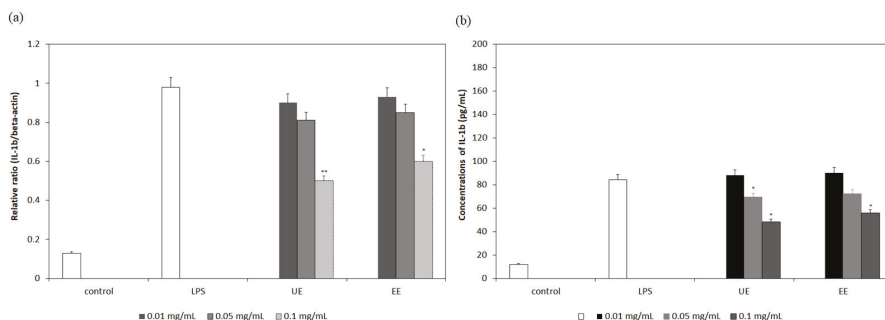 (a)
Relative ratio (IL-1b/beta-actin)
1.2
1
0.8
0.6
0.4
0.2
0
**
*
control LPS UE EE
0.01 mg/mL 0.05 mg/mL 0.1 mg/mL
(b)
Concentrations of IL-1b (pg/mL)
200
180
160
140
120
100
80
60
40
20
0
*
*
*
control LPS UE EE
0.01 mg/mL 0.05 mg/mL 0.1 mg/mL